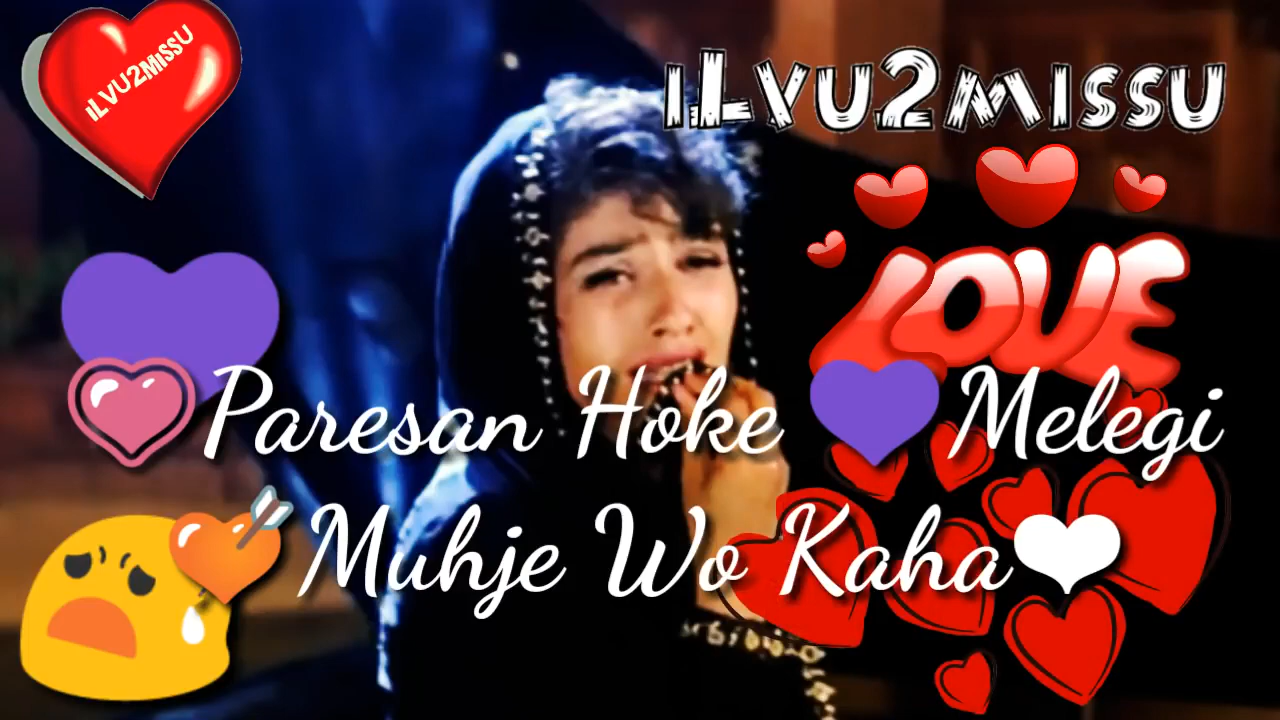 iLVU2MISSU
iLVU2MISSU
LOVE
Paresan Hoke Melegi
Muhje Wo Kaha